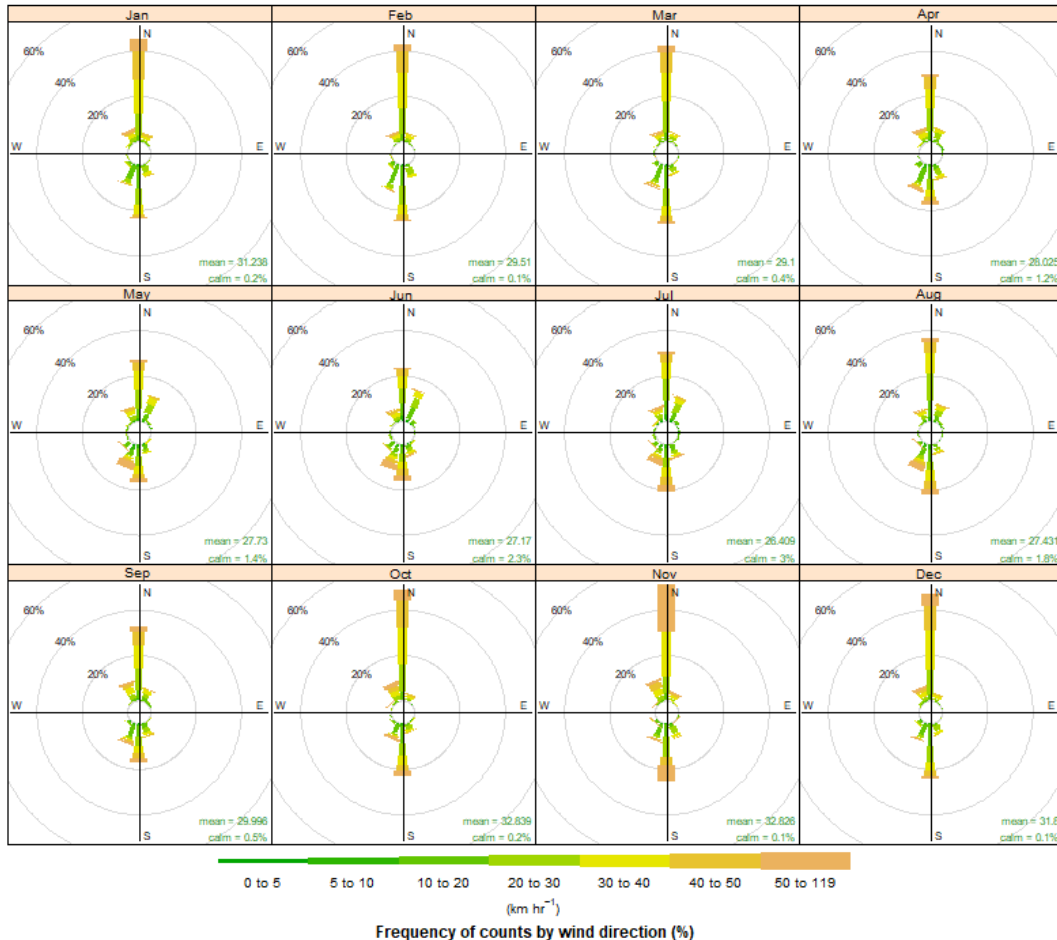 Jan Feb Mar Apr
N N N N
60% 60% 60% 60%
40% 40% 40% 40%
20% 20% 20% 20%
W E W E W E W E
mean = 31.238 mean = 29.51 mean = 29.1 mean = 28.025
S S S S
calm = 0.2% calm = 0.1% calm = 0.4% calm = 1.2%
May Jun Jul Aug
N N N N
60% 60% 60% 60%
40% 40% 40% 40%
20% 20% 20% 20%
W E W E W E W E
mean = 27.73 mean = 27.17 mean = 26.409 mean = 27.431
S S S S
calm = 1.4% calm = 2.3% calm = 3% calm = 1.8%
Sep Oct Nov Dec
N N N N
60% 60% 60% 60%
40% 40% 40% 40%
20% 20% 20% 20%
W E W E W E W E
mean = 29.996 mean = 32.839 mean = 32.826 mean = 31.8
S S S S
calm = 0.5% calm = 0.2% calm = 0.1% calm = 0.1%
0 to 5 5 to 10 10 to 20 20 to 30 30 to 40 40 to 50 50 to 119
(km hr⁻¹)
Frequency of counts by wind direction (%)